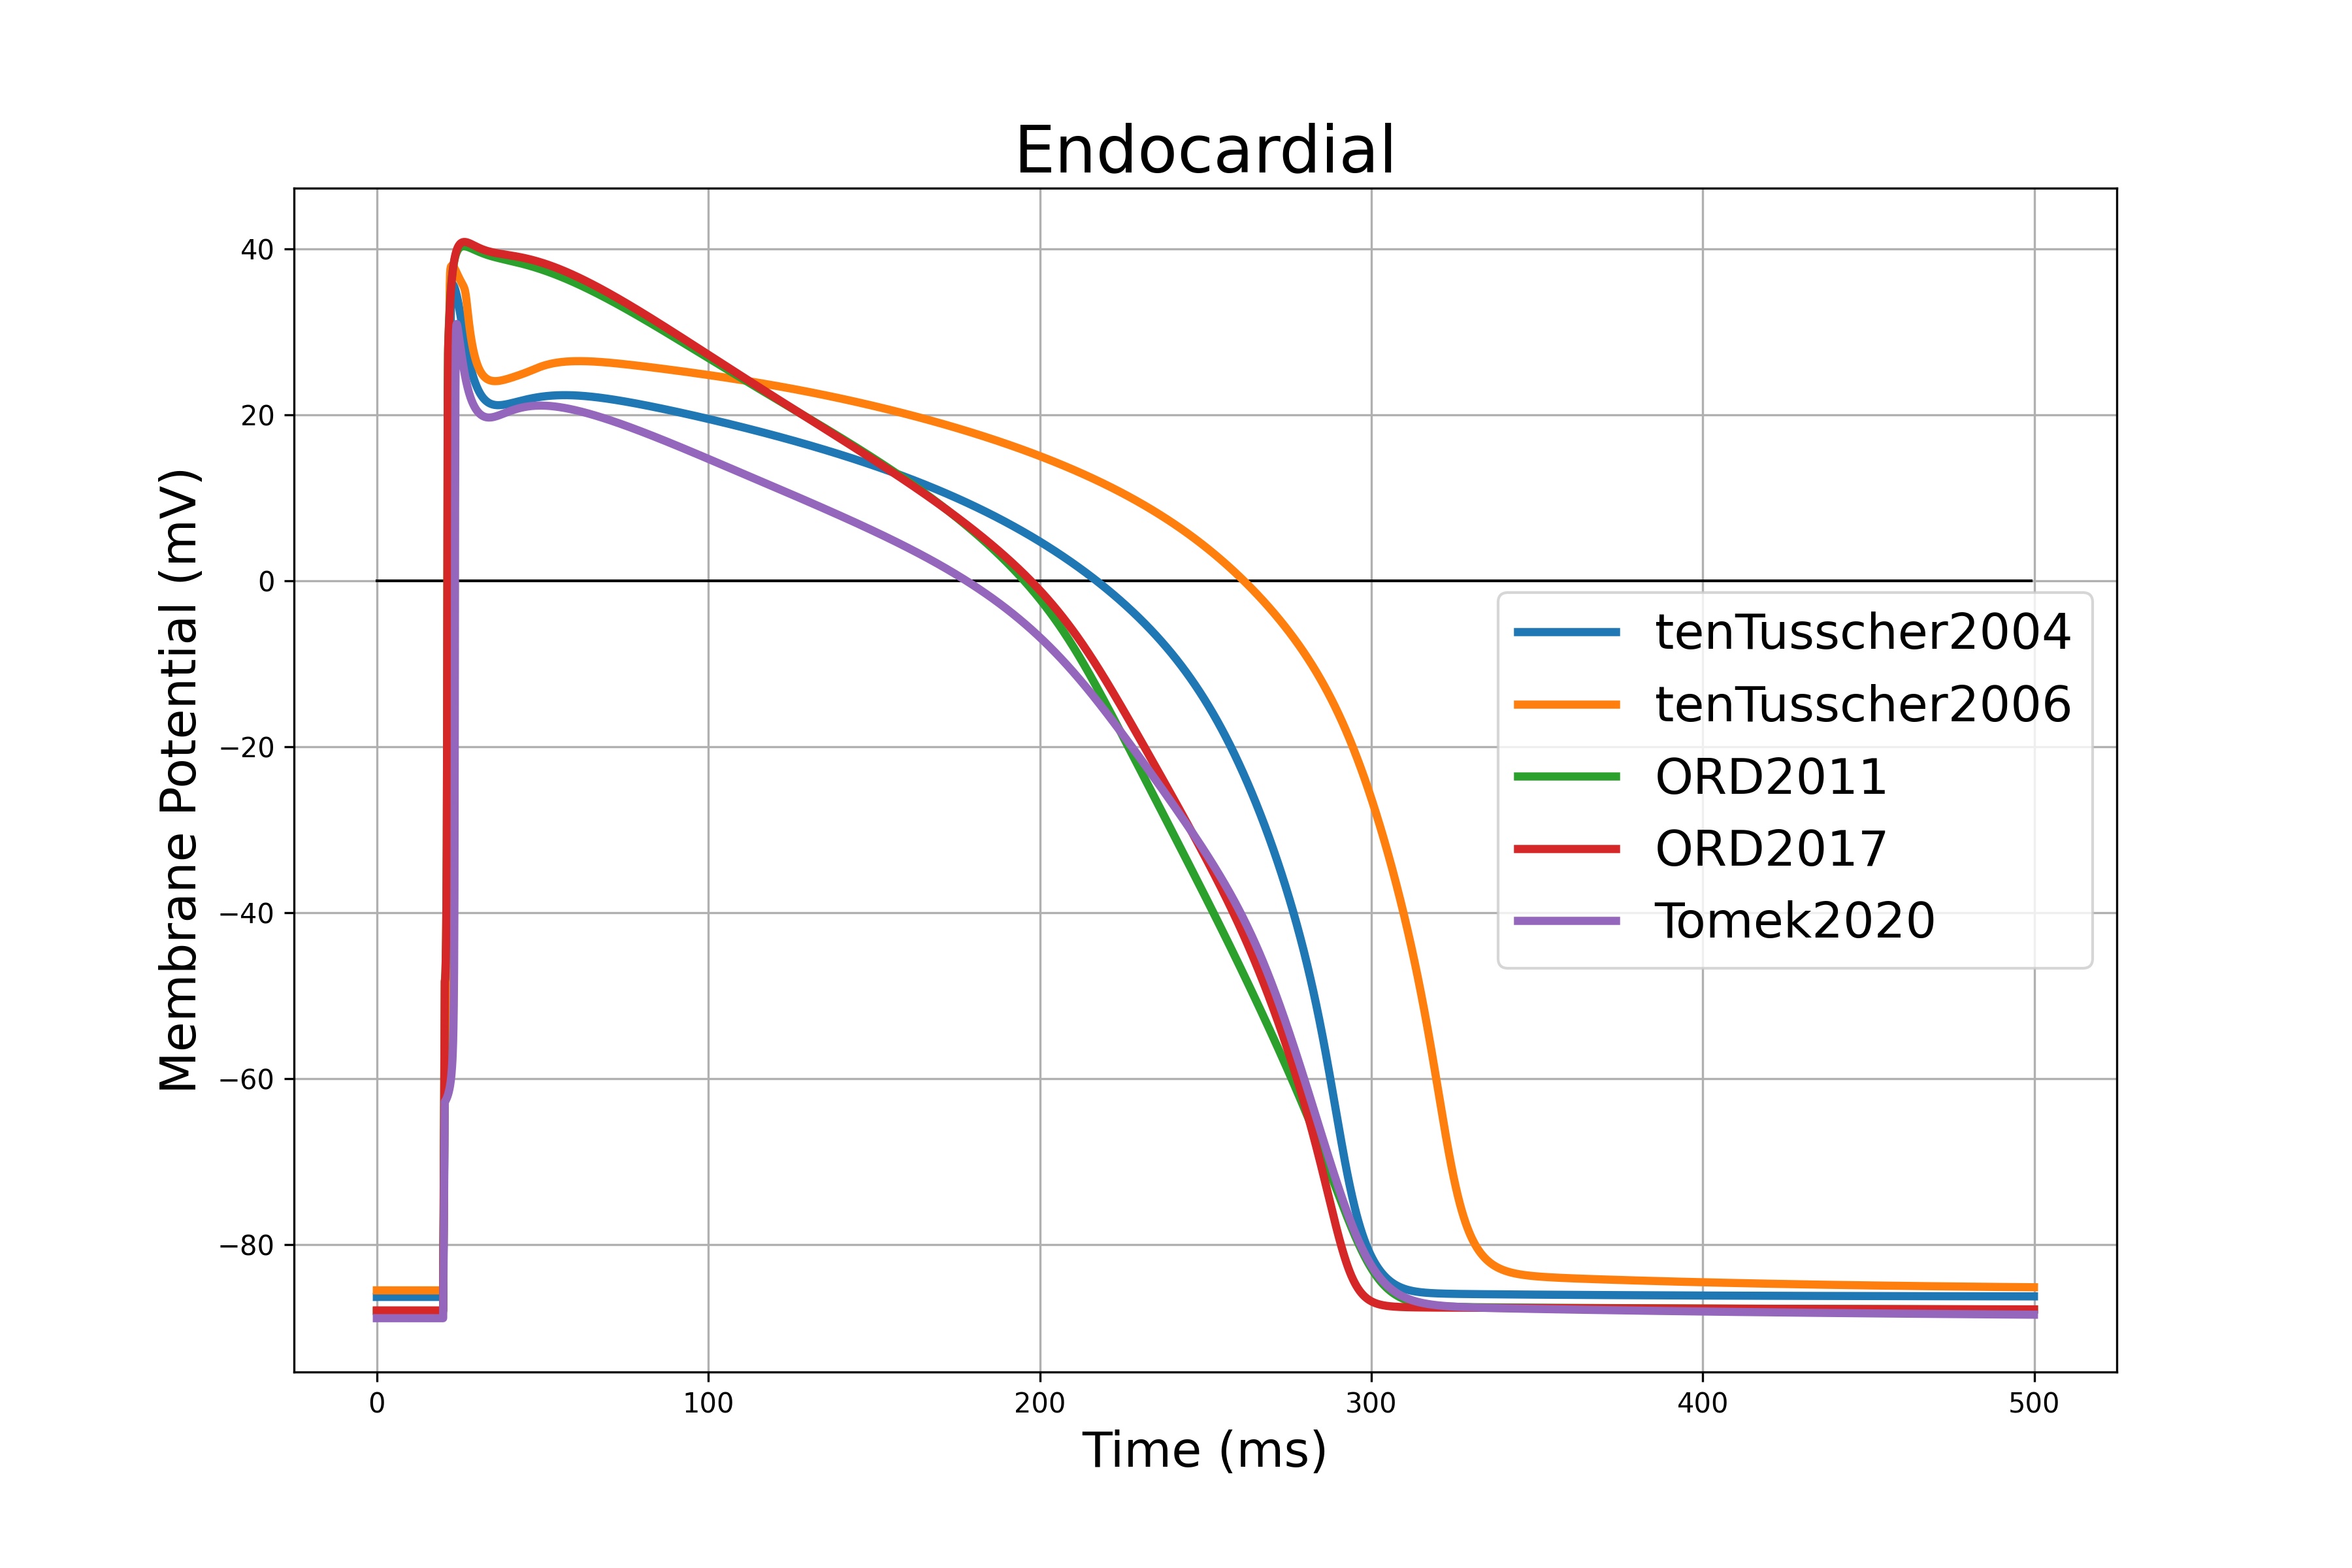 Endocardial
Membrane Potential (mV)
40
20
0
−20
−40
−60
−80
tenTusscher2004
tenTusscher2006
ORD2011
ORD2017
Tomek2020
0 100 200 300 400 500
Time (ms)